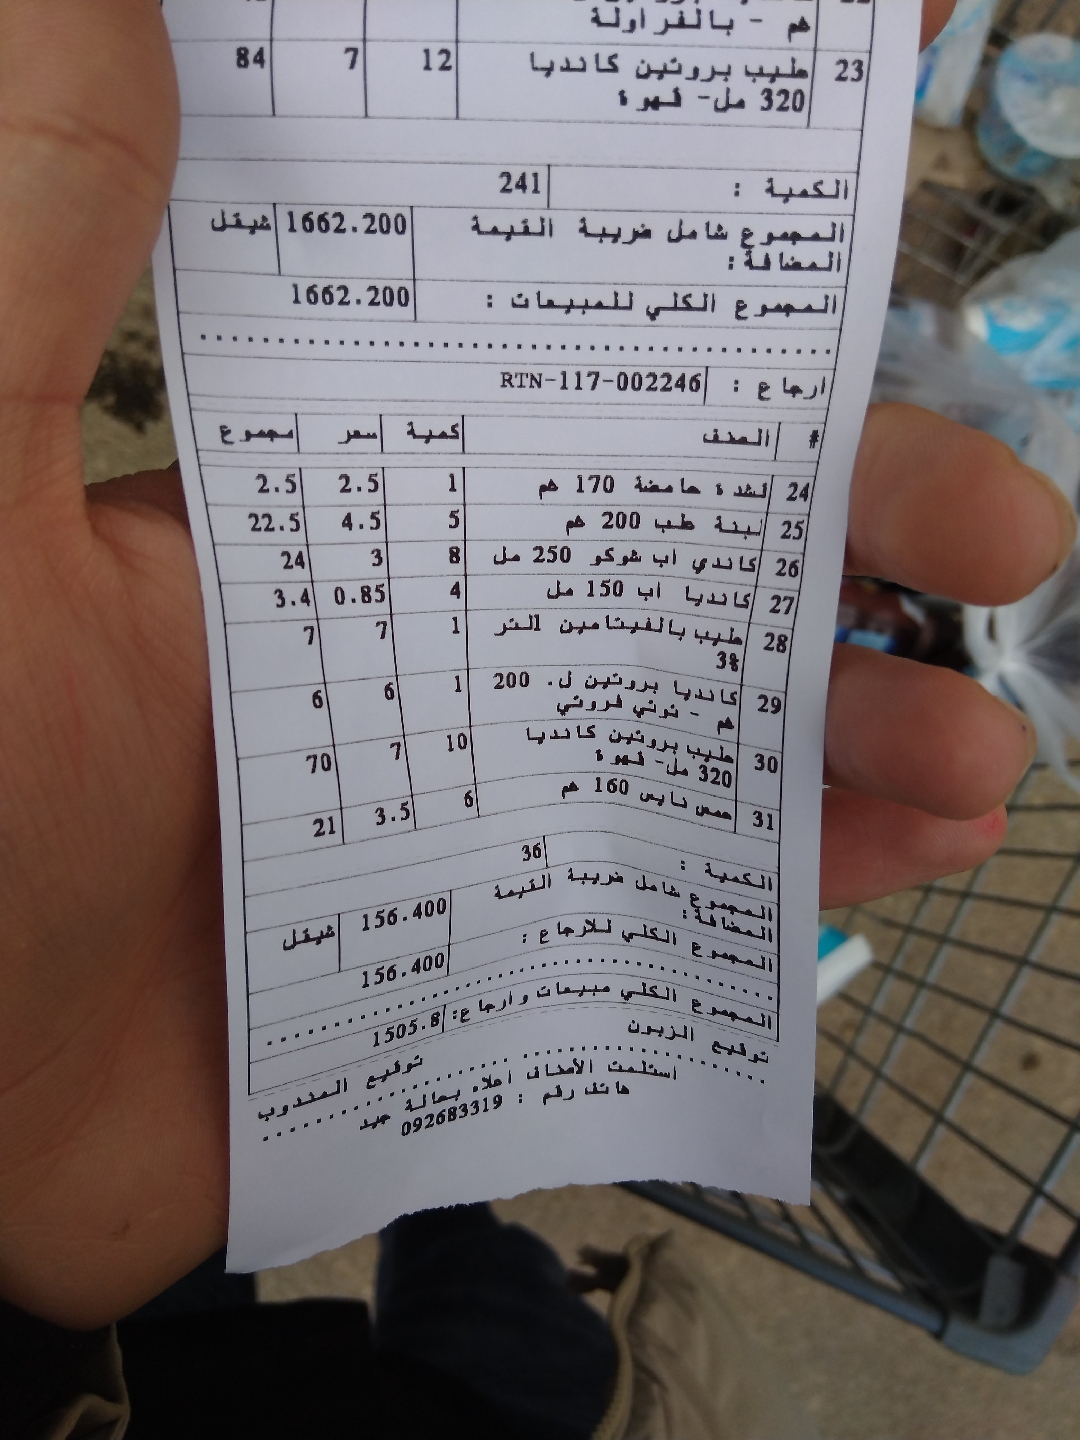 هم - بالفراولة
23 حليب بروتين كانديا 12 7 84
320 مل- قهوة
الكمية : 241
المجموع شامل ضريبة القيمة 1662.200 شيقل
المضافة:
المجموع الكلي للمبيعات : 1662.200
ارجاع : RTN-117-002246
# الصنف كمية سعر مجموع
24 قشدة حامضة 170 هم 1 2.5 2.5
25 لبنة طب 200 هم 5 4.5 22.5
26 كاندي اب شوكو 250 مل 8 3 24
27 كانديا اب 150 مل 4 0.85 3.4
28 حليب بالفيتامين 1لتر 1 7 7
3%
29 كانديا بروتين ل. 200 1 6 6
هم - توتي فروتي
30 حليب بروتين كانديا 10 7 70
320 مل- قهوة
31 حمص نايس 160 هم 6 3.5 21
الكمية : 36
المجموع شامل ضريبة القيمة 156.400 شيقل
المضافة:
المجموع الكلي للارجاع : 156.400
المجموع الكلي مبيعات وارجاع: 1505.8
توقيع الزبون توقيع المندوب
استلمت الأصناف اعلاه بحالة جيد
هاتف رقم : 092683319